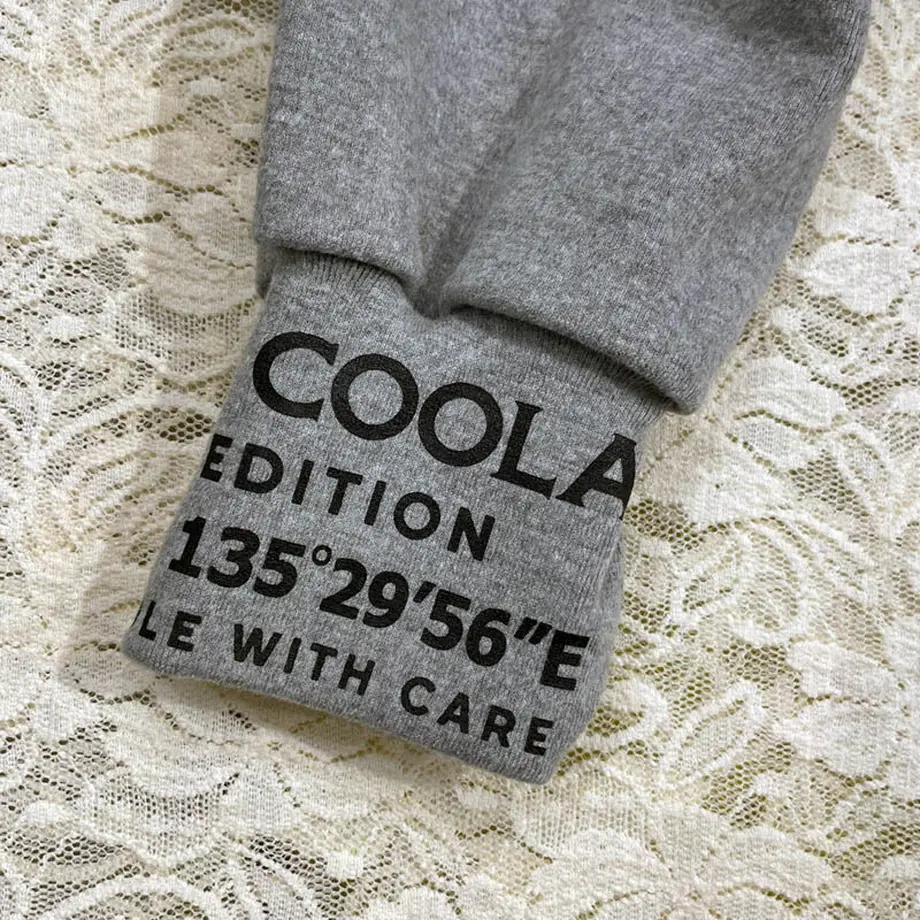 COOLA
EDITION
135°29'56"E
LE WITH CARE